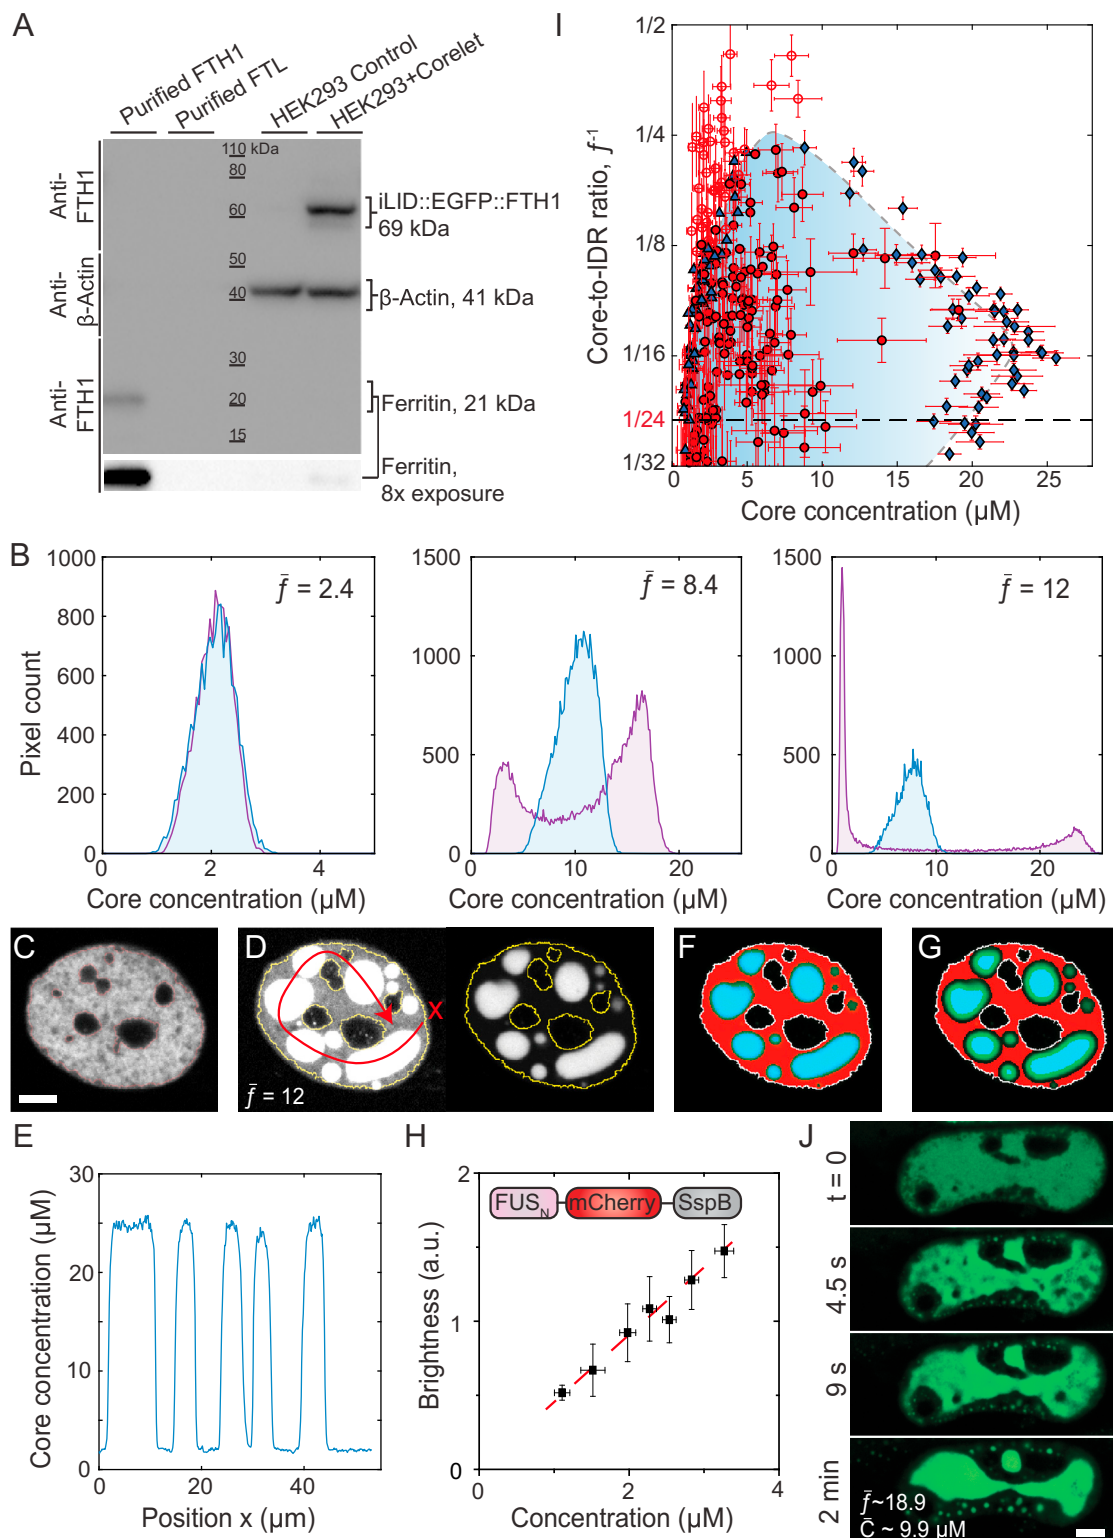 A
Purified FTH1
Purified FTL
HEK293 Control
HEK293+Corelet
Anti-
FTH1
Anti-
β-Actin
Anti-
FTH1
110 kDa
80
60
50
40
30
20
15
iLID::EGFP::FTH1
69 kDa
β-Actin, 41 kDa
Ferritin, 21 kDa
Ferritin,
8x exposure
I
Core-to-IDR ratio, f⁻¹
1/2
1/4
1/8
1/16
1/24
1/32
0
5
10
15
20
25
Core concentration (µM)
B
Pixel count
1000
800
600
400
200
0
f̄ = 2.4
0
2
4
Core concentration (µM)
1500
1000
500
0
f̄ = 8.4
0
10
20
Core concentration (µM)
1500
1000
500
0
f̄ = 12
0
10
20
Core concentration (µM)
C
D
x
f̄ = 12
F
G
E
Core concentration (µM)
30
25
20
15
10
5
0
0
20
40
Position x (µm)
H
Brightness (a.u.)
2
1
0
FUSN
mCherry
SspB
0
2
4
Concentration (µM)
J
t = 0
4.5 s
9 s
2 min
f̄~18.9
C̄ ~ 9.9 µM